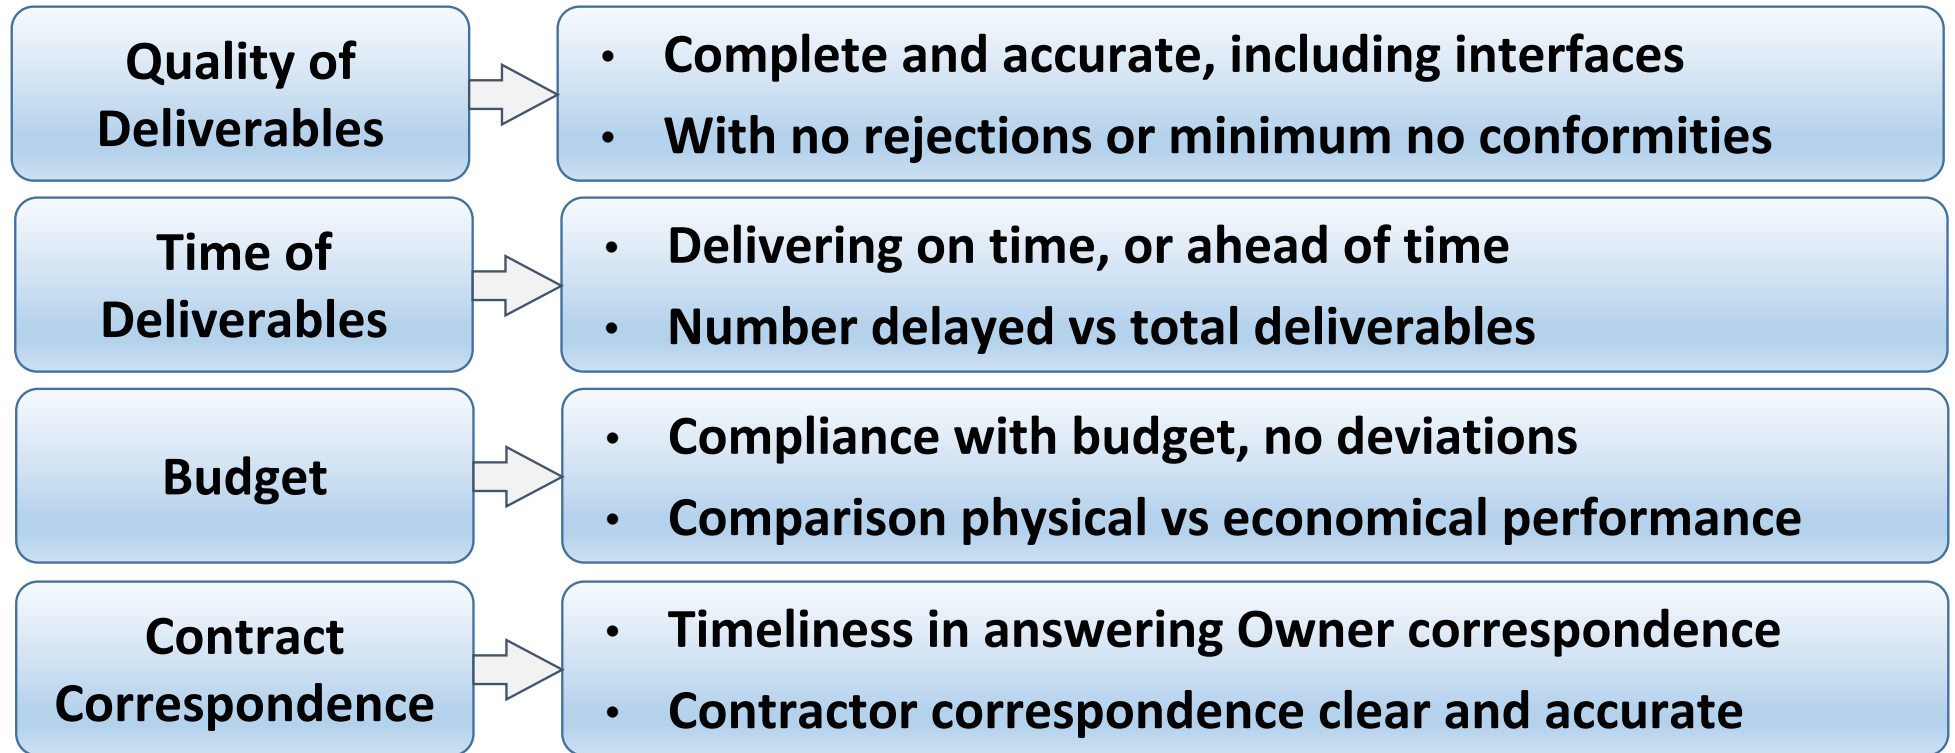 Quality of
Deliverables
• Complete and accurate, including interfaces
• With no rejections or minimum no conformities
Time of
Deliverables
• Delivering on time, or ahead of time
• Number delayed vs total deliverables
Budget
• Compliance with budget, no deviations
• Comparison physical vs economical performance
Contract
Correspondence
• Timeliness in answering Owner correspondence
• Contractor correspondence clear and accurate